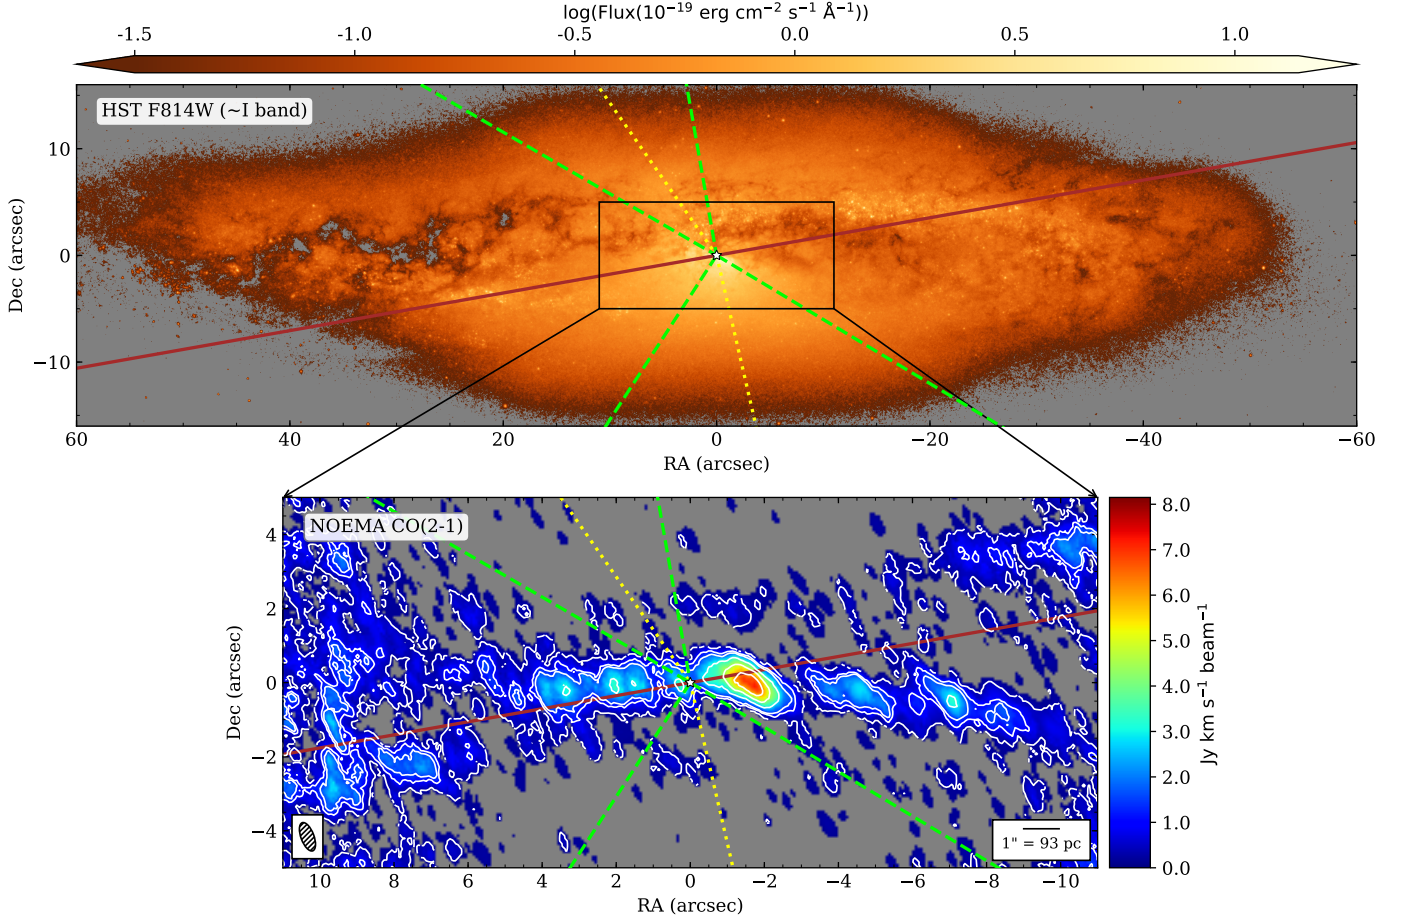 log(Flux(10⁻¹⁹ erg cm⁻² s⁻¹ Å⁻¹))
-1.5 -1.0 -0.5 0.0 0.5 1.0
HST F814W (~I band)
10
0
−10
Dec (arcsec)
60 40 20 0 −20 −40 −60
RA (arcsec)
NOEMA CO(2-1)
4
2
0
−2
−4
Dec (arcsec)
1" = 93 pc
10 8 6 4 2 0 −2 −4 −6 −8 −10
RA (arcsec)
8.0
7.0
6.0
5.0
4.0
3.0
2.0
1.0
0.0
Jy km s⁻¹ beam⁻¹